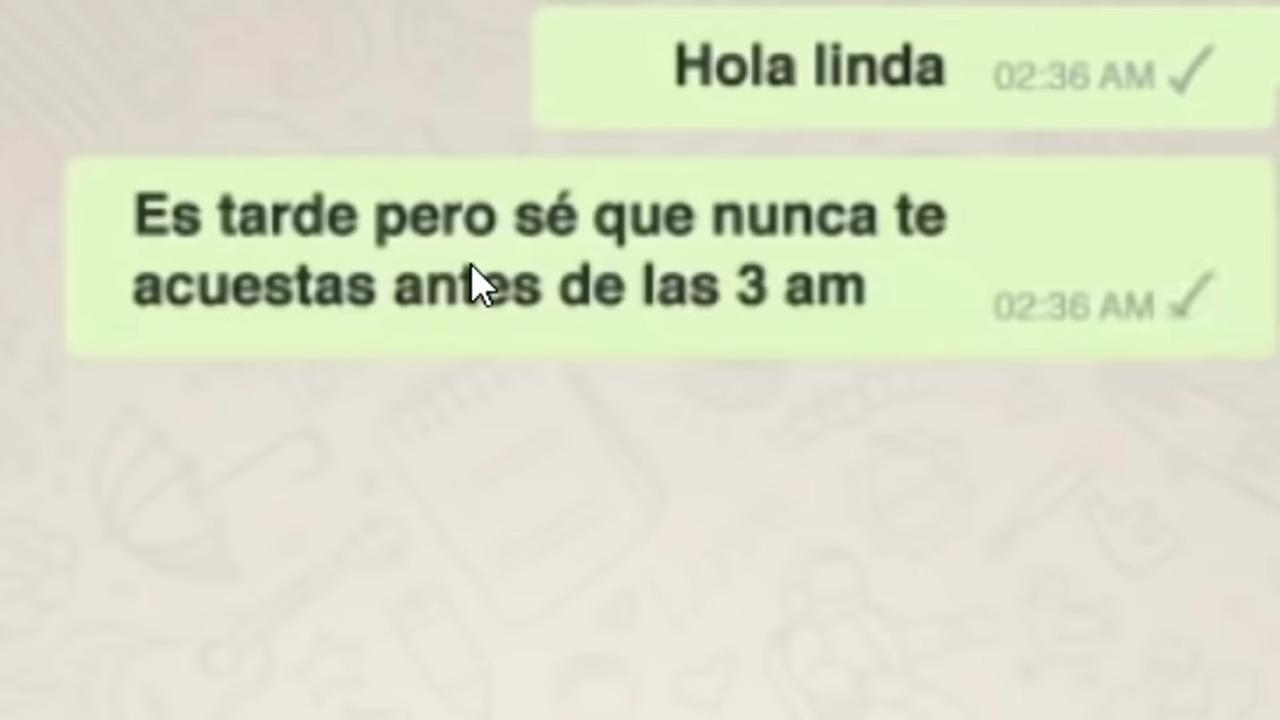 Hola linda 02:36 AM
Es tarde pero sé que nunca te
acuestas antes de las 3 am 02:36 AM